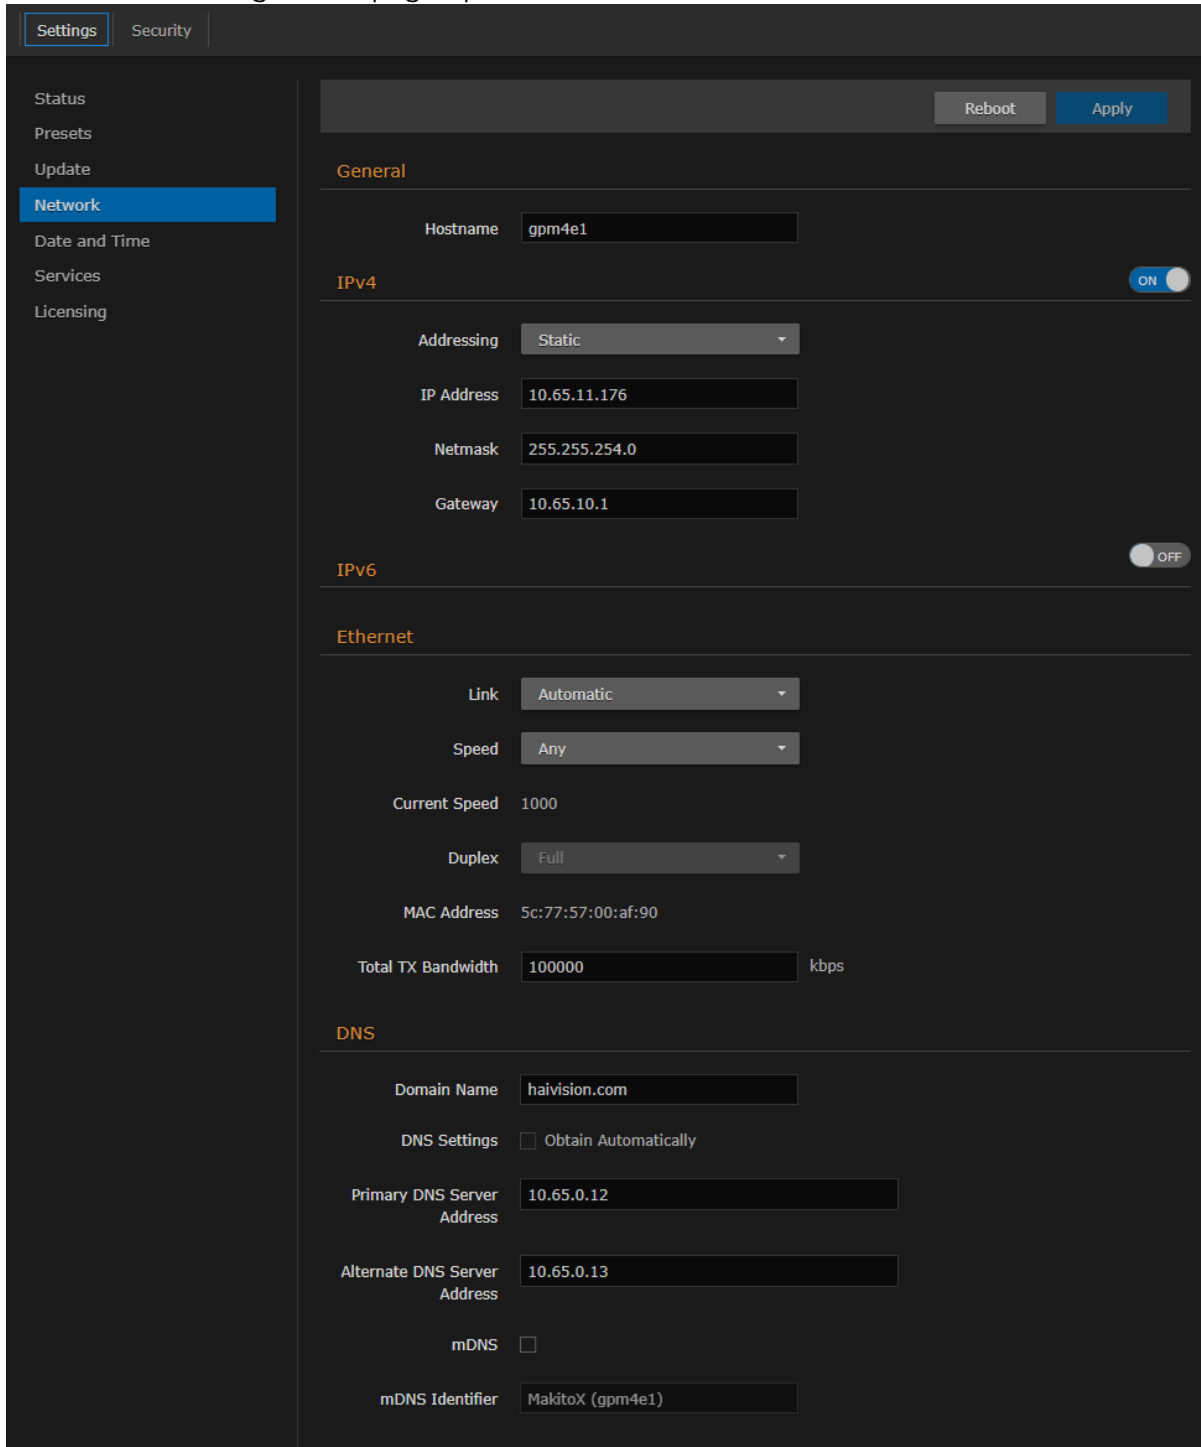 Settings
Security
Status
Presets
Update
Network
Date and Time
Services
Licensing
Reboot
Apply
General
Hostname gpm4e1
IPv4 ON
Addressing Static
IP Address 10.65.11.176
Netmask 255.255.254.0
Gateway 10.65.10.1
IPv6 OFF
Ethernet
Link Automatic
Speed Any
Current Speed 1000
Duplex Full
MAC Address 5c:77:57:00:af:90
Total TX Bandwidth 100000 kbps
DNS
Domain Name haivision.com
DNS Settings Obtain Automatically
Primary DNS Server 10.65.0.12
Address
Alternate DNS Server 10.65.0.13
Address
mDNS
mDNS Identifier MakitoX (gpm4e1)